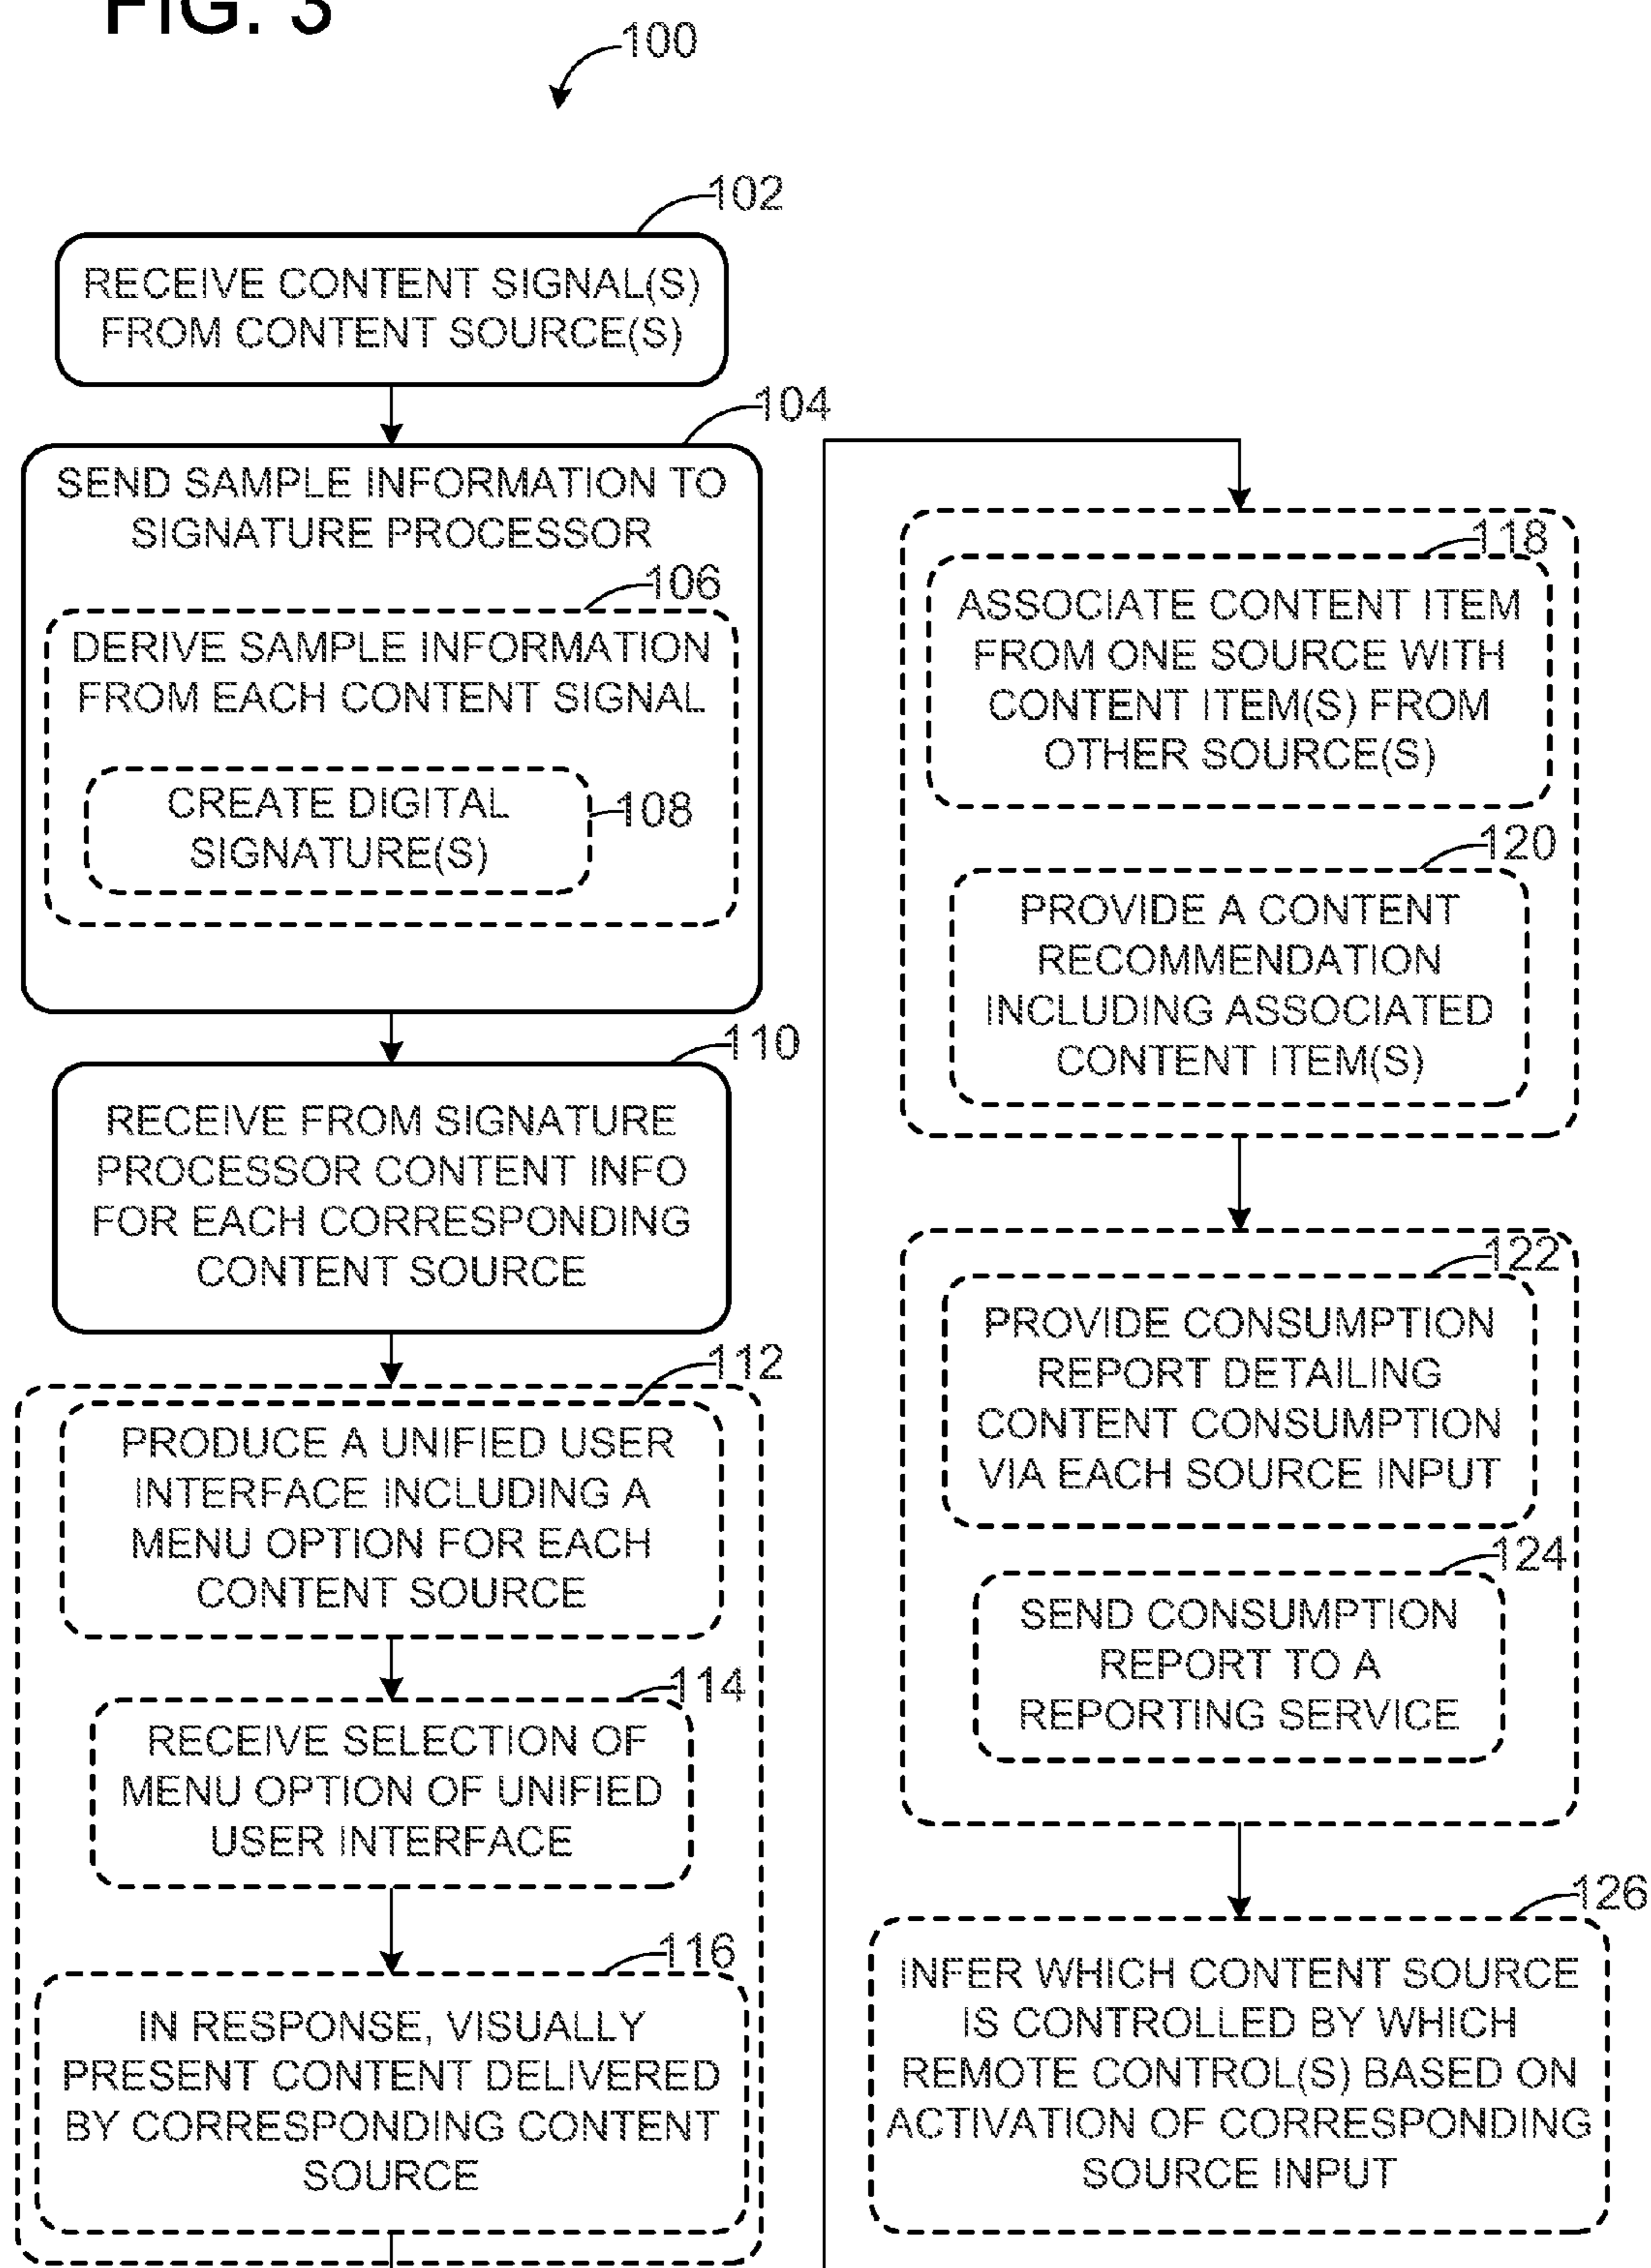 FIG. 3
100
102
RECEIVE CONTENT SIGNAL(S)
FROM CONTENT SOURCE(S)
104
SEND SAMPLE INFORMATION TO
SIGNATURE PROCESSOR
106
DERIVE SAMPLE INFORMATION
FROM EACH CONTENT SIGNAL
CREATE DIGITAL
SIGNATURE(S)
108
110
RECEIVE FROM SIGNATURE
PROCESSOR CONTENT INFO
FOR EACH CORRESPONDING
CONTENT SOURCE
112
PRODUCE A UNIFIED USER
INTERFACE INCLUDING A
MENU OPTION FOR EACH
CONTENT SOURCE
114
RECEIVE SELECTION OF
MENU OPTION OF UNIFIED
USER INTERFACE
116
IN RESPONSE, VISUALLY
PRESENT CONTENT DELIVERED
BY CORRESPONDING CONTENT
SOURCE
118
ASSOCIATE CONTENT ITEM
FROM ONE SOURCE WITH
CONTENT ITEM(S) FROM
OTHER SOURCE(S)
120
PROVIDE A CONTENT
RECOMMENDATION
INCLUDING ASSOCIATED
CONTENT ITEM(S)
122
PROVIDE CONSUMPTION
REPORT DETAILING
CONTENT CONSUMPTION
VIA EACH SOURCE INPUT
124
SEND CONSUMPTION
REPORT TO A
REPORTING SERVICE
126
INFER WHICH CONTENT SOURCE
IS CONTROLLED BY WHICH
REMOTE CONTROL(S) BASED ON
ACTIVATION OF CORRESPONDING
SOURCE INPUT